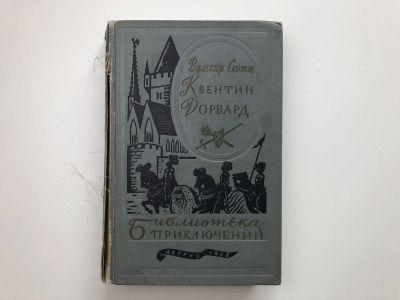 Вальтер Скотт
КВЕНТИН
ДОРВАРД
Библиотека
ПРИКЛЮЧЕНИЙ
ДЕТГИЗ 1958